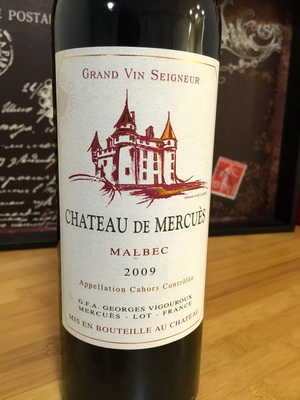 E POSTAL
GRAND VIN SEIGNEUR
CHATEAU DE MERCUÈS
MALBEC
2009
Appellation Cahors Contrôlée
G.F.A. GEORGES VIGOUROUX
MERCUÈS - LOT - FRANCE
MIS EN BOUTEILLE AU CHATEAU